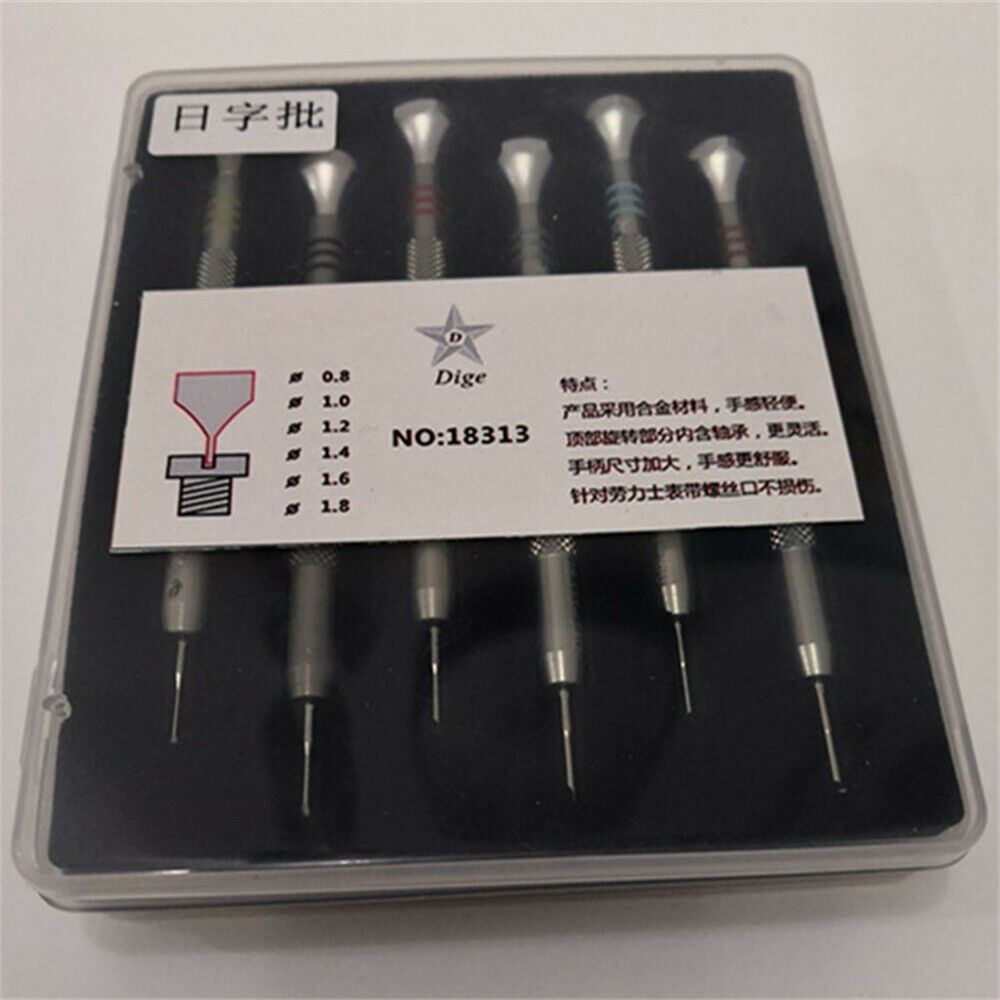 日字批
D
Dige
NO:18313
ø 0.8
ø 1.0
ø 1.2
ø 1.4
ø 1.6
ø 1.8
特点：
产品采用合金材料，手感轻便。
顶部旋转部分内含轴承，更灵活。
手柄尺寸加大，手感更舒服。
针对劳力士表带螺丝口不损伤。